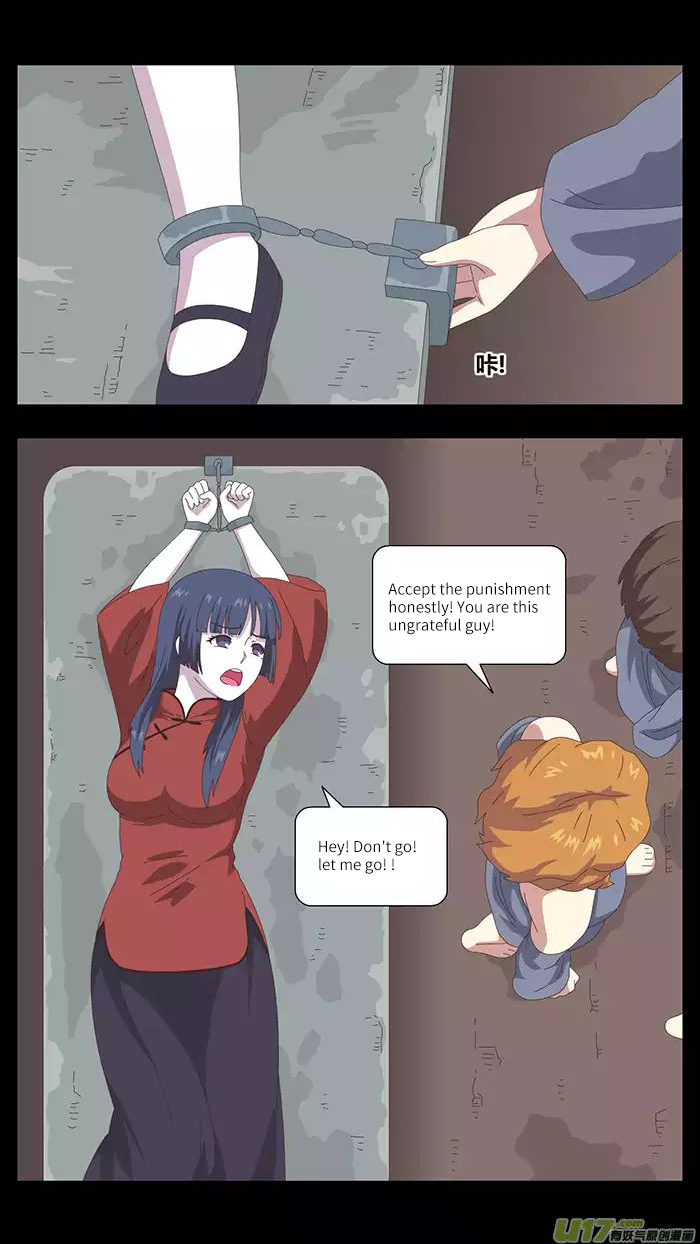 咔!
Accept the punishment
honestly! You are this
ungrateful guy!
Hey! Don't go!
let me go! !
U17.com
有妖气原创漫画